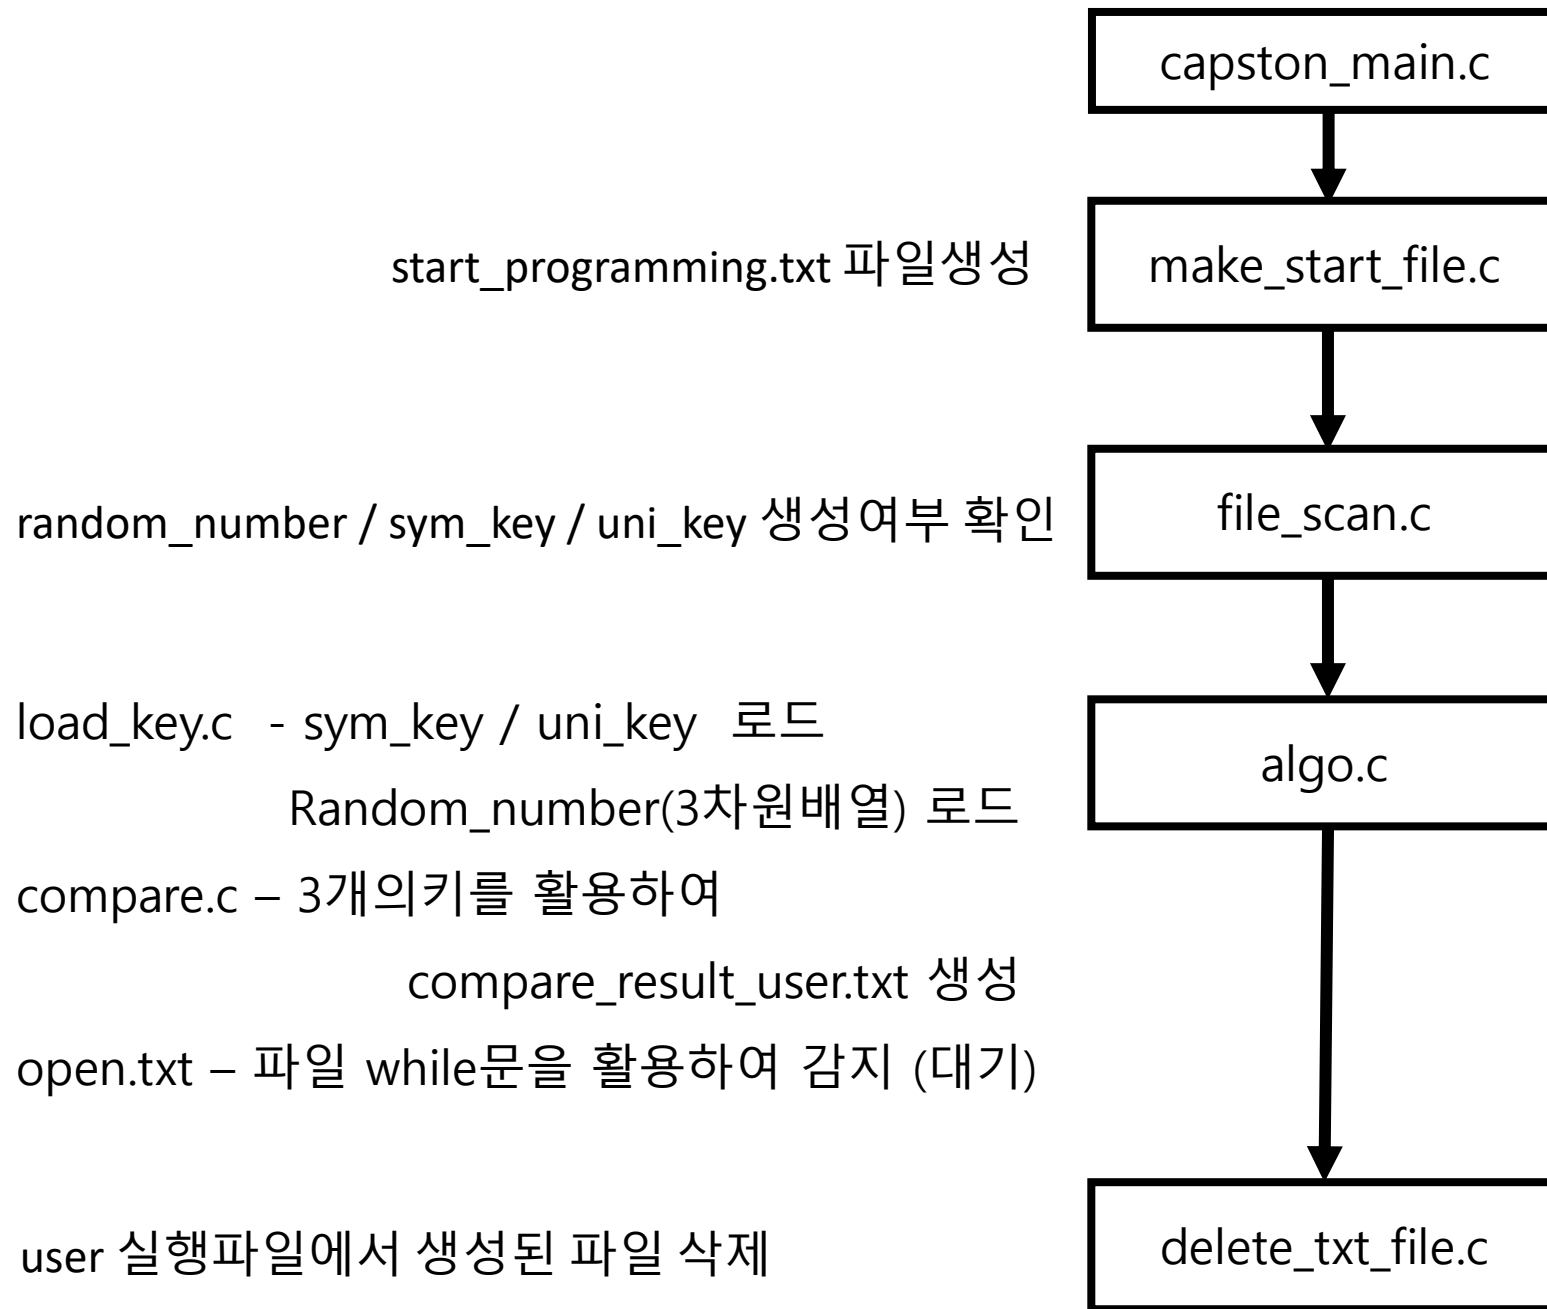 capston_main.c
start_programming.txt 파일생성
make_start_file.c
random_number / sym_key / uni_key 생성여부 확인
file_scan.c
load_key.c - sym_key / uni_key 로드
Random_number(3차원배열) 로드
algo.c
compare.c – 3개의키를 활용하여
compare_result_user.txt 생성
open.txt – 파일 while문을 활용하여 감지 (대기)
user 실행파일에서 생성된 파일 삭제
delete_txt_file.c